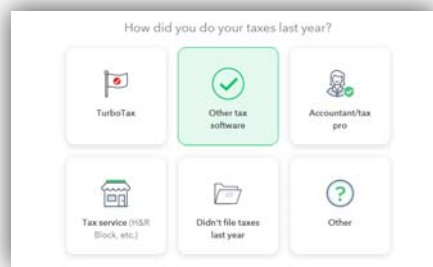 How did you do your taxes last year?
TurboTax
Other tax
software
Accountant/tax
pro
Tax service (H&R
Block, etc.)
Didn't file taxes
last year
Other